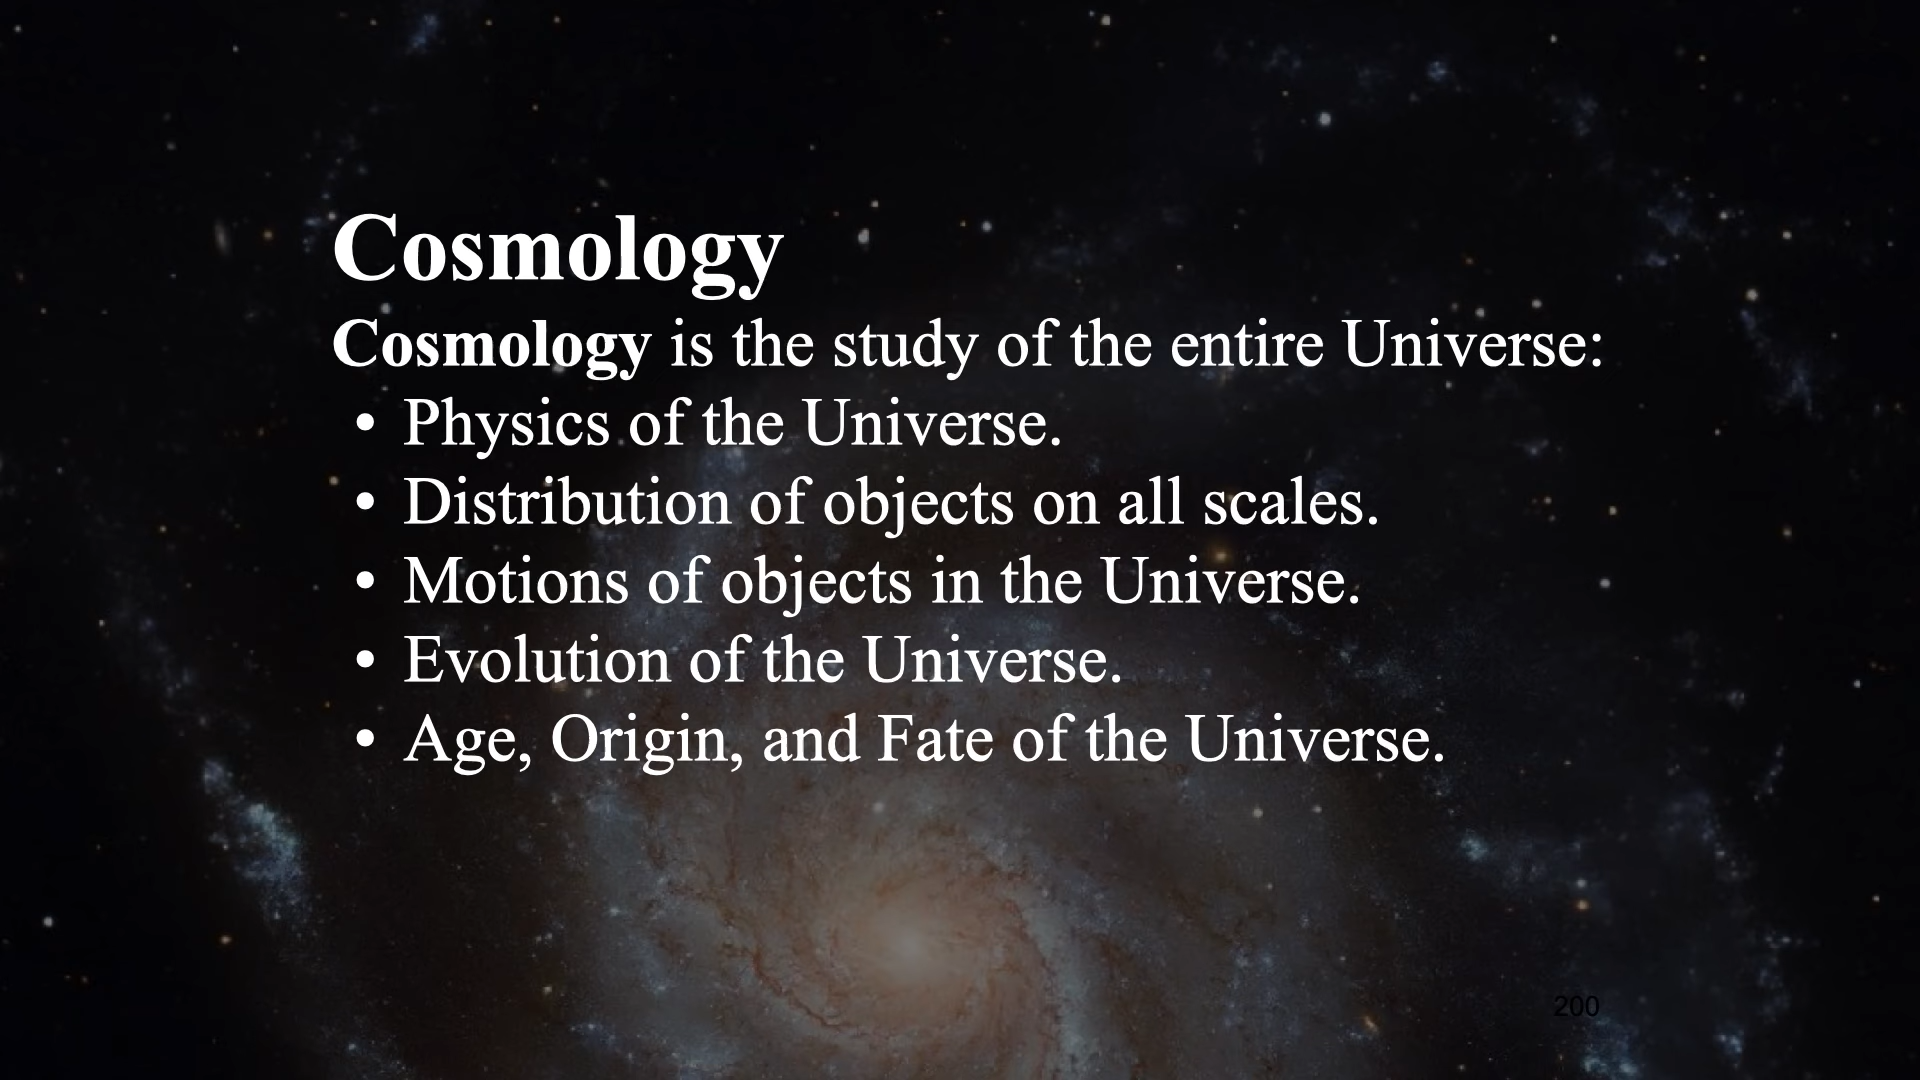 Cosmology
Cosmology is the study of the entire Universe:
• Physics of the Universe.
• Distribution of objects on all scales.
• Motions of objects in the Universe.
• Evolution of the Universe.
• Age, Origin, and Fate of the Universe.
200